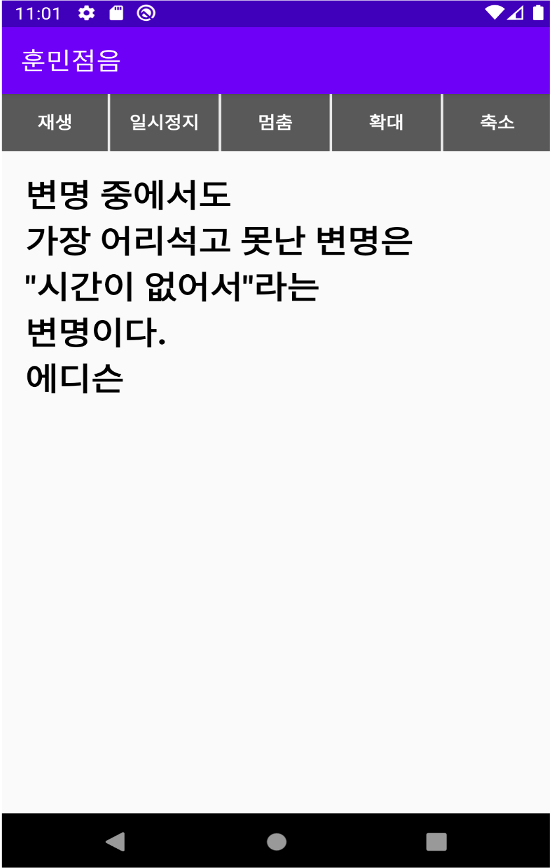 11:01
훈민점음
재생 일시정지 멈춤 확대 축소
변명 중에서도
가장 어리석고 못난 변명은
"시간이 없어서"라는
변명이다.
에디슨